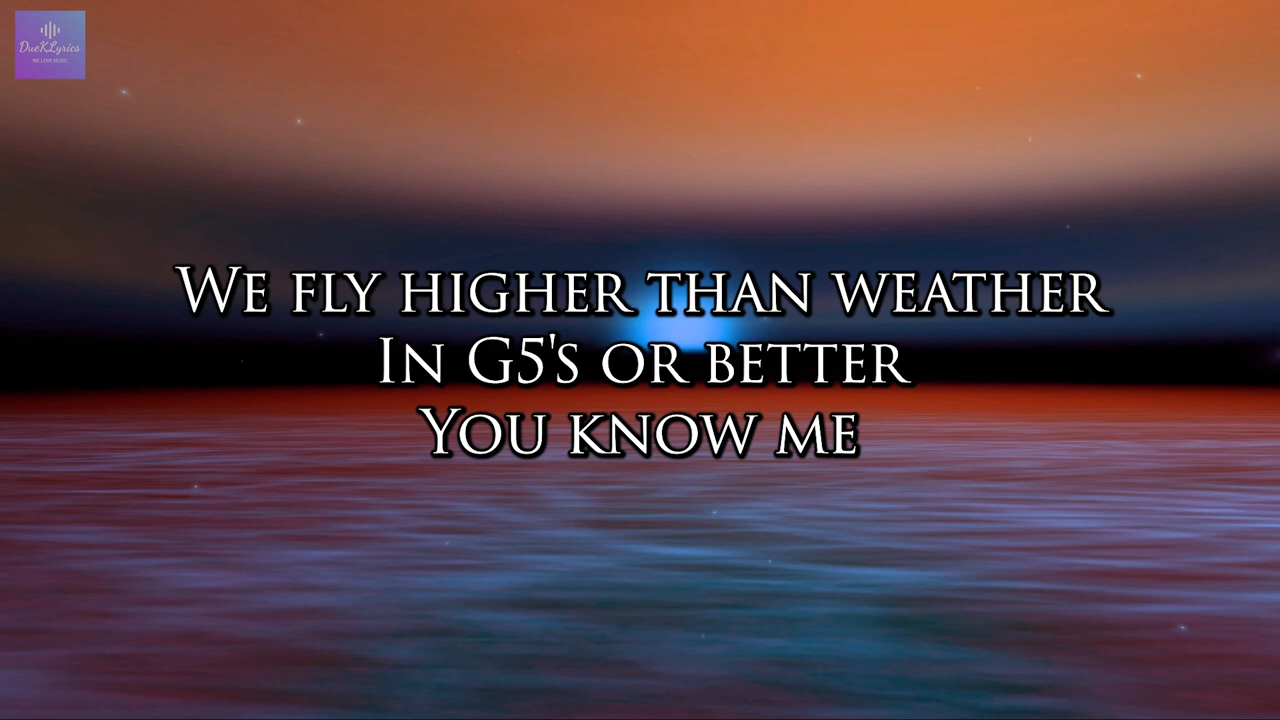 DueKLyrics
WE LOVE MUSIC
We fly higher than weather
In G5's or better
You know me